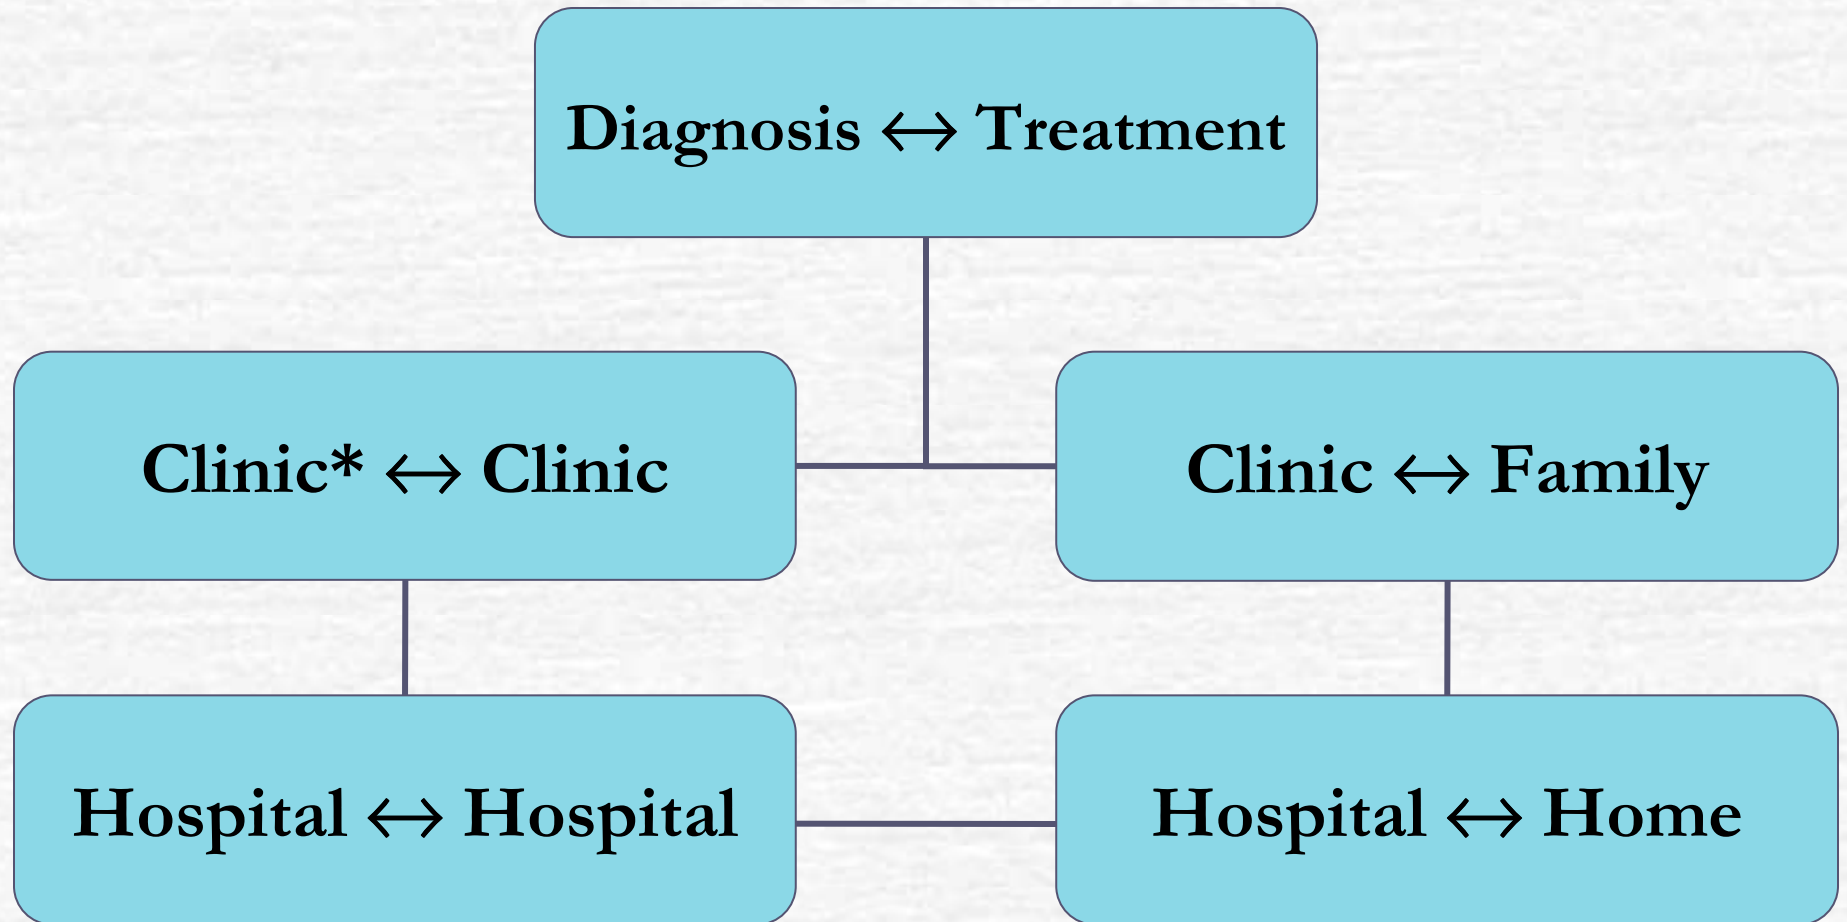 Diagnosis ↔ Treatment
Clinic* ↔ Clinic
Clinic ↔ Family
Hospital ↔ Hospital
Hospital ↔ Home